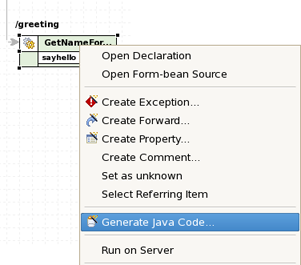 /greeting
GetNameFor...
sayhello
Open Declaration
Open Form-bean Source
Create Exception...
Create Forward...
Create Property...
Create Comment...
Set as unknown
Select Referring Item
Generate Java Code...
Run on Server